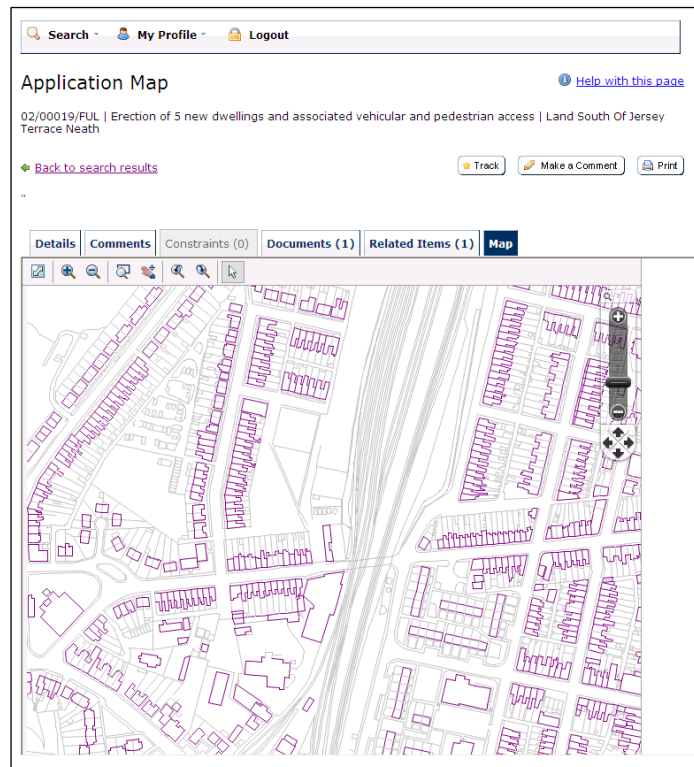 Search My Profile Logout
Application Map
Help with this page
02/00019/FUL | Erection of 5 new dwellings and associated vehicular and pedestrian access | Land South Of Jersey
Terrace Neath
Back to search results
Track Make a Comment Print
"
Details Comments Constraints (0) Documents (1) Related Items (1) Map